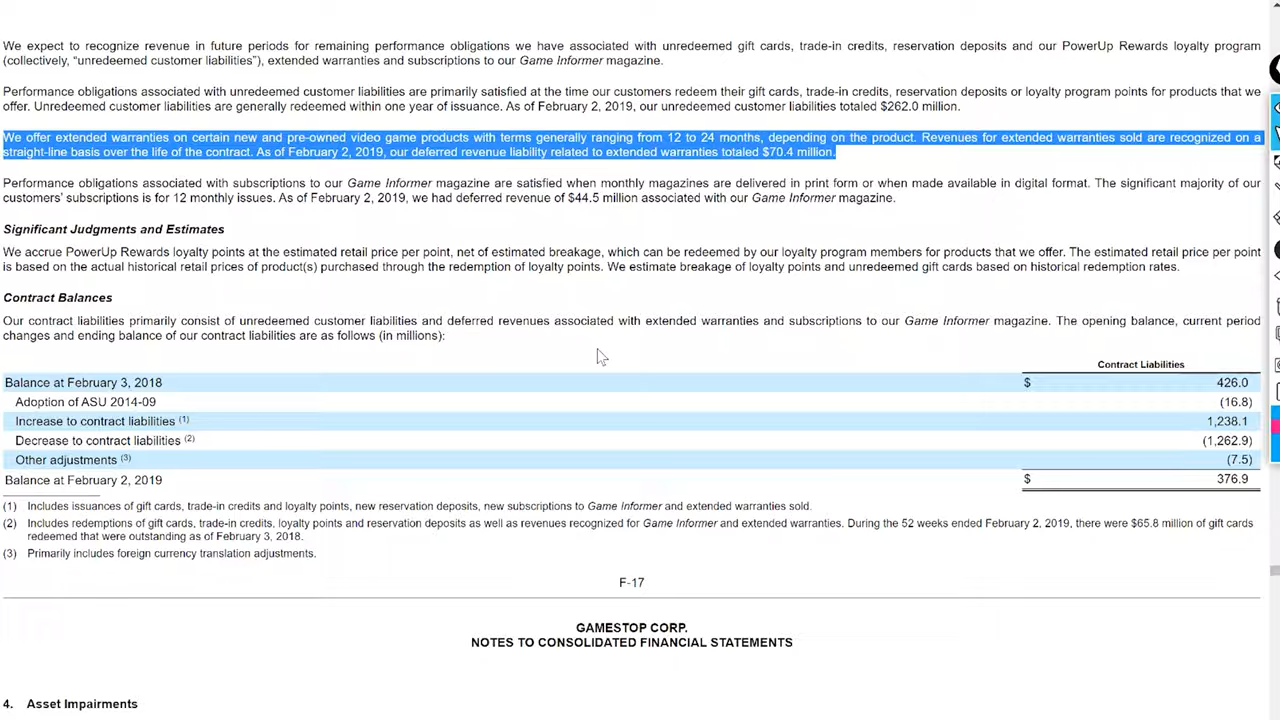 We expect to recognize revenue in future periods for remaining performance obligations we have associated with unredeemed gift cards, trade-in credits, reservation deposits and our PowerUp Rewards loyalty program
(collectively, “unredeemed customer liabilities”), extended warranties and subscriptions to our Game Informer magazine.
Performance obligations associated with unredeemed customer liabilities are primarily satisfied at the time our customers redeem their gift cards, trade-in credits, reservation deposits or loyalty program points for products that we
offer. Unredeemed customer liabilities are generally redeemed within one year of issuance. As of February 2, 2019, our unredeemed customer liabilities totaled $262.0 million.
We offer extended warranties on certain new and pre-owned video game products with terms generally ranging from 12 to 24 months, depending on the product. Revenues for extended warranties sold are recognized on a
straight-line basis over the life of the contract. As of February 2, 2019, our deferred revenue liability related to extended warranties totaled $70.4 million.
Performance obligations associated with subscriptions to our Game Informer magazine are satisfied when monthly magazines are delivered in print form or when made available in digital format. The significant majority of our
customers' subscriptions is for 12 monthly issues. As of February 2, 2019, we had deferred revenue of $44.5 million associated with our Game Informer magazine.
Significant Judgments and Estimates
We accrue PowerUp Rewards loyalty points at the estimated retail price per point, net of estimated breakage, which can be redeemed by our loyalty program members for products that we offer. The estimated retail price per point
is based on the actual historical retail prices of product(s) purchased through the redemption of loyalty points. We estimate breakage of loyalty points and unredeemed gift cards based on historical redemption rates.
Contract Balances
Our contract liabilities primarily consist of unredeemed customer liabilities and deferred revenues associated with extended warranties and subscriptions to our Game Informer magazine. The opening balance, current period
changes and ending balance of our contract liabilities are as follows (in millions):
Contract Liabilities
Balance at February 3, 2018 $ 426.0
Adoption of ASU 2014-09 (16.8)
Increase to contract liabilities (1) 1,238.1
Decrease to contract liabilities (2) (1,262.9)
Other adjustments (3) (7.5)
Balance at February 2, 2019 $ 376.9
(1) Includes issuances of gift cards, trade-in credits and loyalty points, new reservation deposits, new subscriptions to Game Informer and extended warranties sold.
(2) Includes redemptions of gift cards, trade-in credits, loyalty points and reservation deposits as well as revenues recognized for Game Informer and extended warranties. During the 52 weeks ended February 2, 2019, there were $65.8 million of gift cards
redeemed that were outstanding as of February 3, 2018.
(3) Primarily includes foreign currency translation adjustments.
F-17
GAMESTOP CORP.
NOTES TO CONSOLIDATED FINANCIAL STATEMENTS
4. Asset Impairments